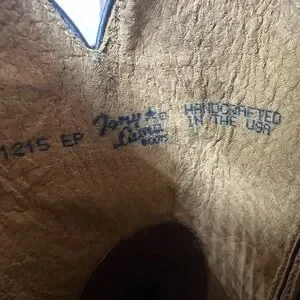 1215 EP
Tony
Lama
BOOTS
HANDCRAFTED
IN THE USA